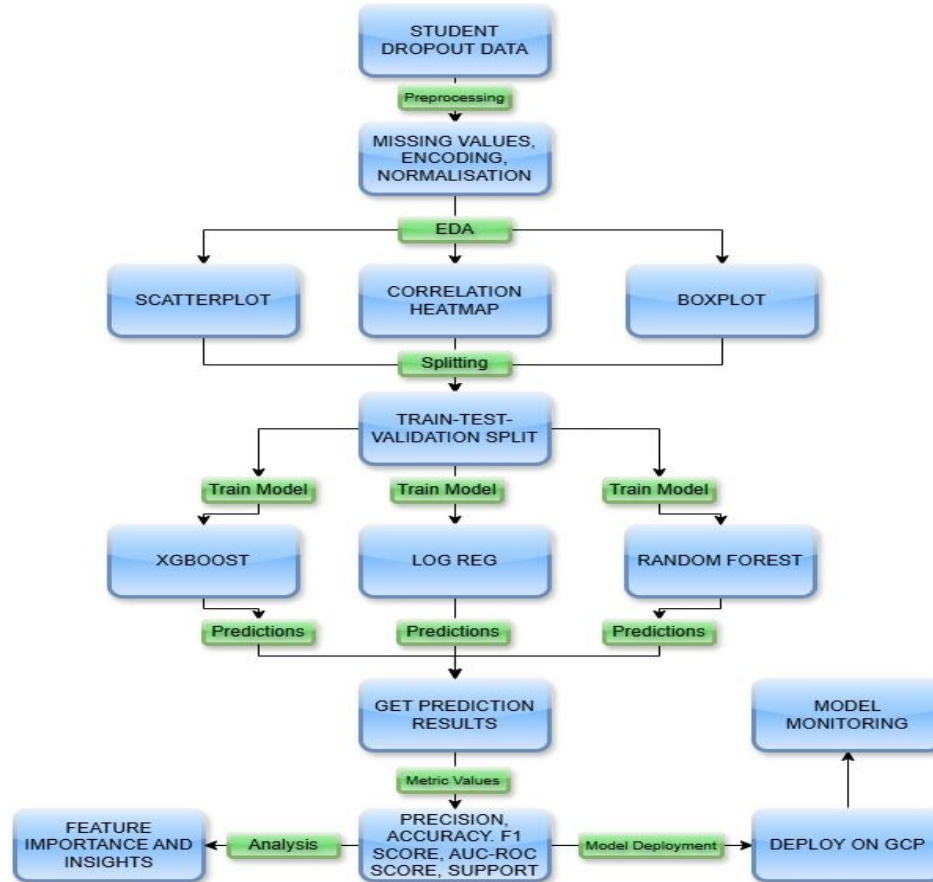 STUDENT
DROPOUT DATA
Preprocessing
MISSING VALUES,
ENCODING,
NORMALISATION
EDA
SCATTERPLOT
CORRELATION
HEATMAP
BOXPLOT
Splitting
TRAIN-TEST-
VALIDATION SPLIT
Train Model
Train Model
Train Model
XGBOOST
LOG REG
RANDOM FOREST
Predictions
Predictions
Predictions
GET PREDICTION
RESULTS
MODEL
MONITORING
Metric Values
FEATURE
IMPORTANCE AND
INSIGHTS
Analysis
PRECISION,
ACCURACY. F1
SCORE, AUC-ROC
SCORE, SUPPORT
Model Deployment
DEPLOY ON GCP